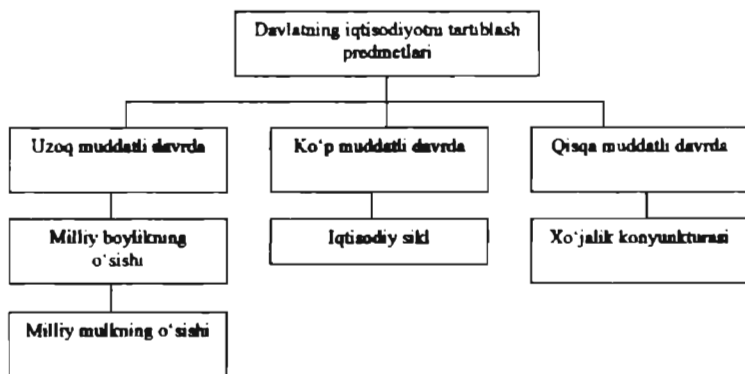 Davlatning iqtisodiyotni tartiblash
predmetlari
Uzoq muddatli davrda
Ko‘p muddatli davrda
Qisqa muddatli davrda
Milliy boylikning
o‘sishi
Iqtisodiy sikl
Xo‘jalik konyunkturasi
Milliy mulkning o‘sishi